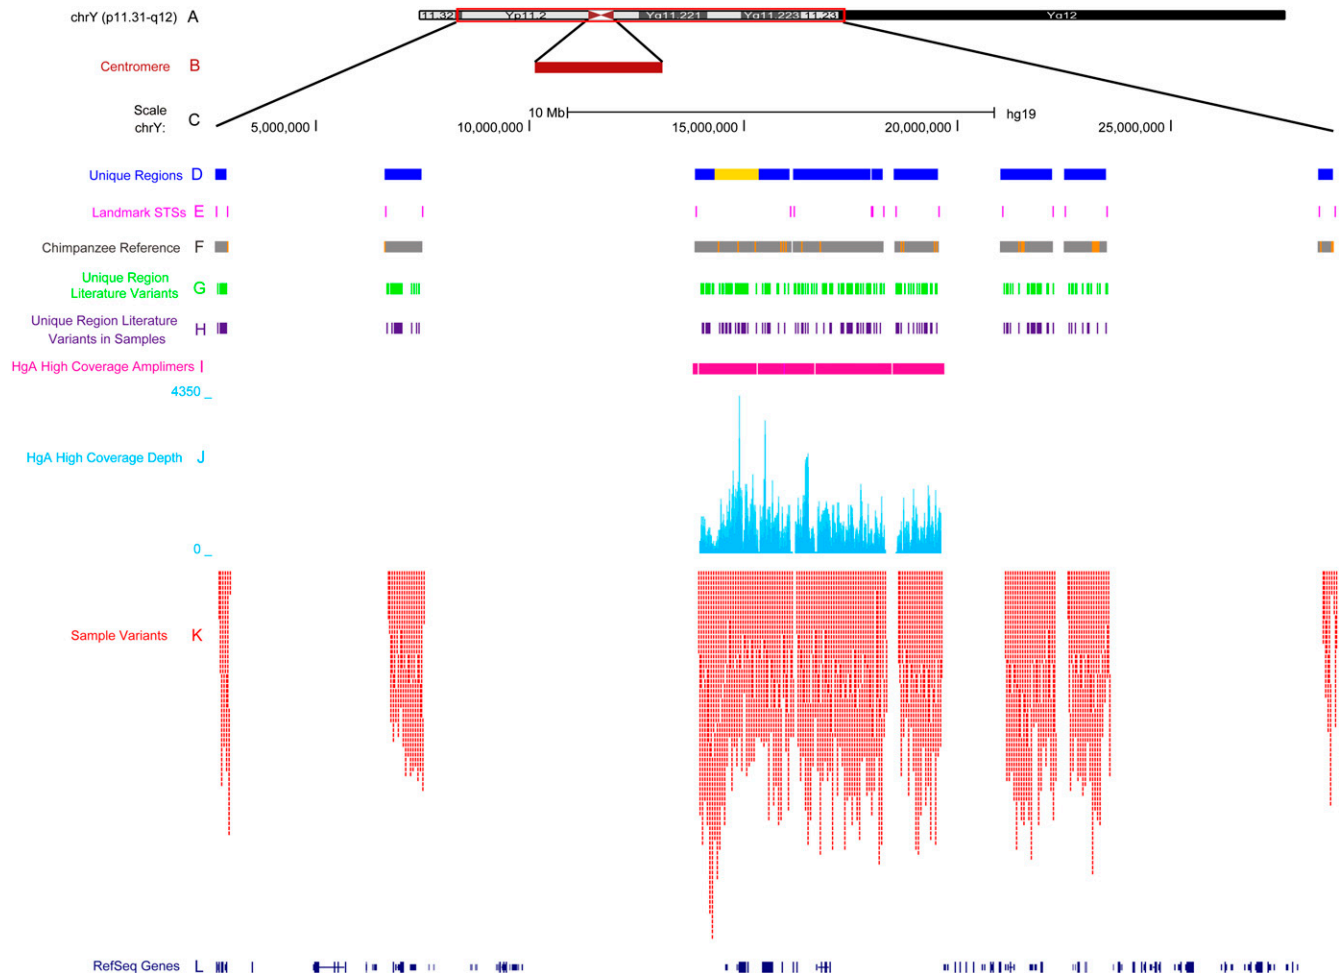 chrY (p11.31-q12) A 11.32 Yp11.2 Yq11.221 Yq11.223 11.23 Yq12
Centromere B
Scale
chrY: C
10 Mb hg19
5,000,000 10,000,000 15,000,000 20,000,000 25,000,000
Unique Regions D
Landmark STSs E
Chimpanzee Reference F
Unique Region
Literature Variants G
Unique Region Literature
Variants in Samples H
HgA High Coverage Amplimers I
4350 _
HgA High Coverage Depth J
0 _
Sample Variants K
RefSeq Genes L